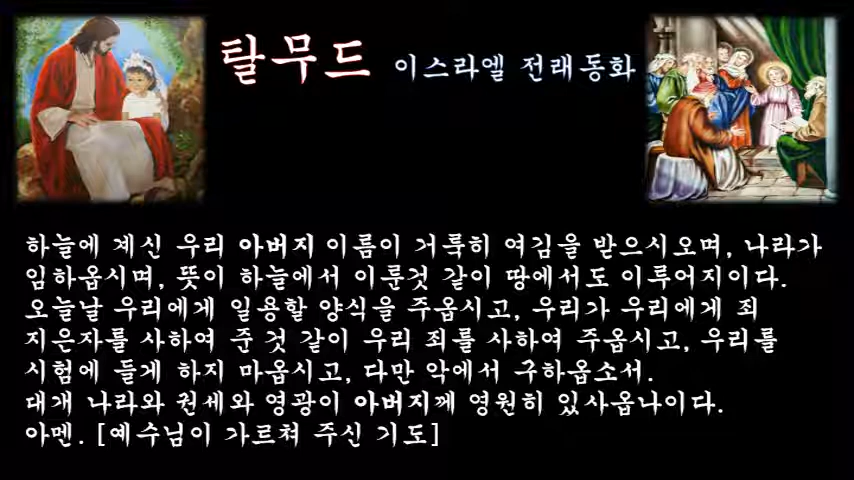 탈무드 이스라엘 전래동화
하늘에 계신 우리 아버지 이름이 거룩히 여김을 받으시오며, 나라가
임하옵시며, 뜻이 하늘에서 이룬것 같이 땅에서도 이루어지이다.
오늘날 우리에게 일용할 양식을 주옵시고, 우리가 우리에게 죄
지은자를 사하여 준 것 같이 우리 죄를 사하여 주옵시고, 우리를
시험에 들게 하지 마옵시고, 다만 악에서 구하옵소서.
대개 나라와 권세와 영광이 아버지께 영원히 있사옵나이다.
아멘. [예수님이 가르쳐 주신 기도]